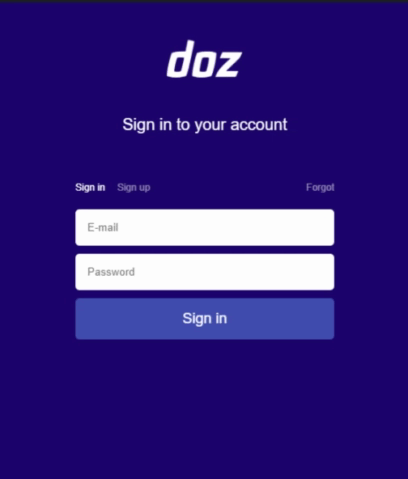 doz
Sign in to your account
Sign in Sign up Forgot
E-mail
Password
Sign in